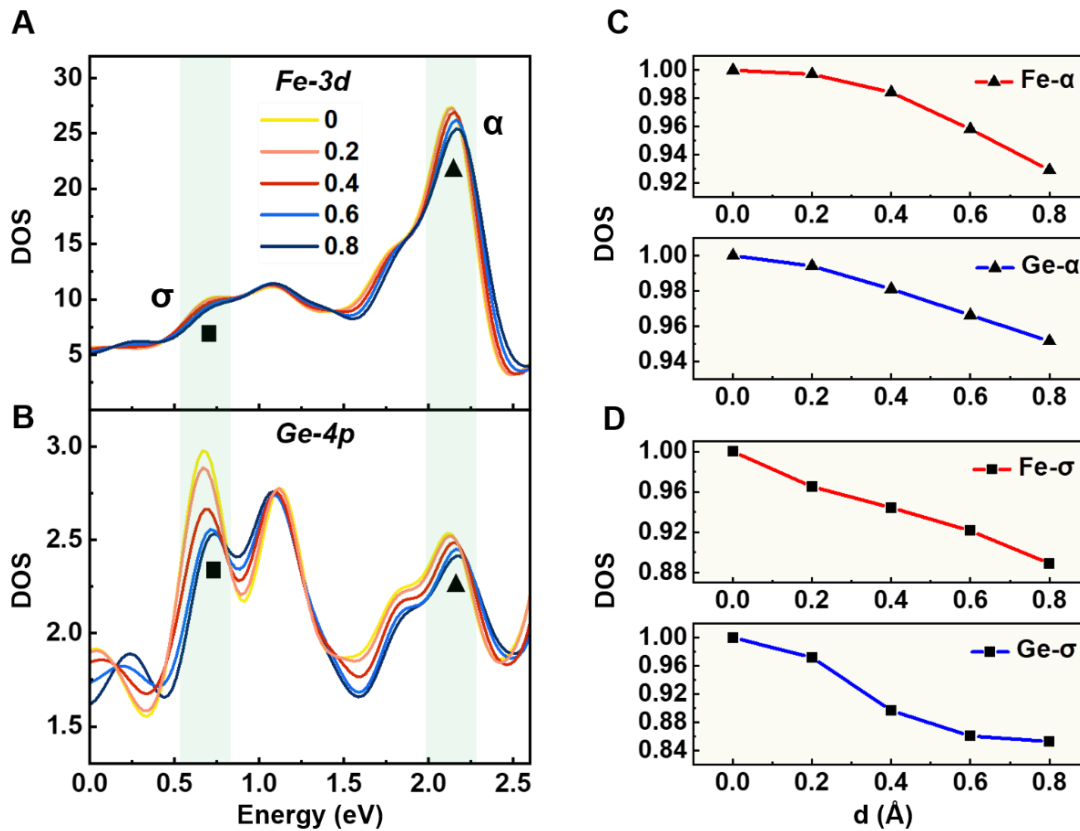 A
Fe-3d
0
0.2
0.4
0.6
0.8
α
σ
DOS
30
25
20
15
10
5
B
Ge-4p
DOS
3.0
2.5
2.0
1.5
0.0 0.5 1.0 1.5 2.0 2.5
Energy (eV)
C
Fe-α
1.00
0.98
0.96
0.94
0.92
0.0 0.2 0.4 0.6 0.8
DOS
Ge-α
1.00
0.98
0.96
0.94
0.0 0.2 0.4 0.6 0.8
D
Fe-σ
1.00
0.96
0.92
0.88
0.0 0.2 0.4 0.6 0.8
DOS
Ge-σ
1.00
0.96
0.92
0.88
0.84
0.0 0.2 0.4 0.6 0.8
d (Å)